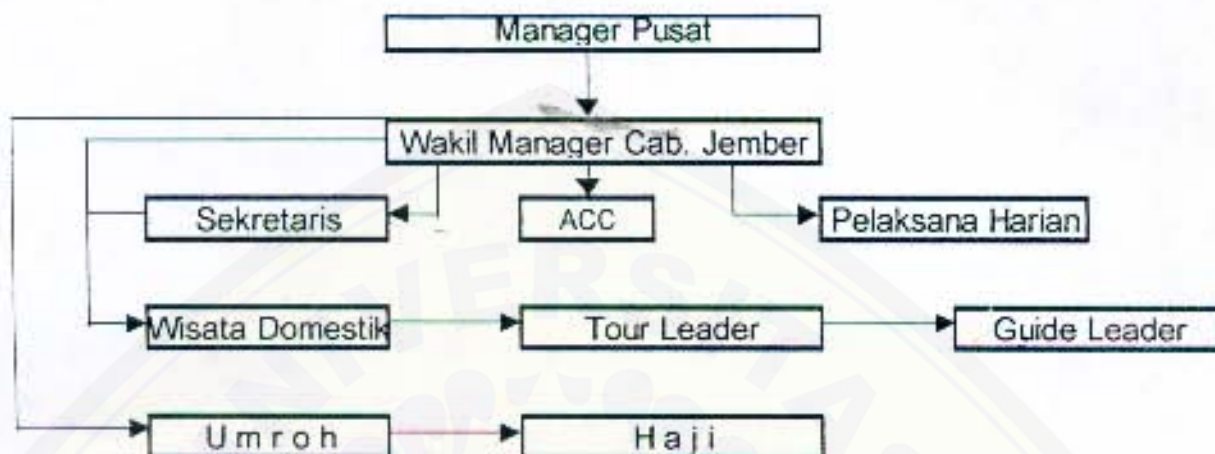 Manager Pusat
Wakil Manager Cab. Jember
Sekretaris
ACC
Pelaksana Harian
Wisata Domestik
Tour Leader
Guide Leader
Umroh
Haji